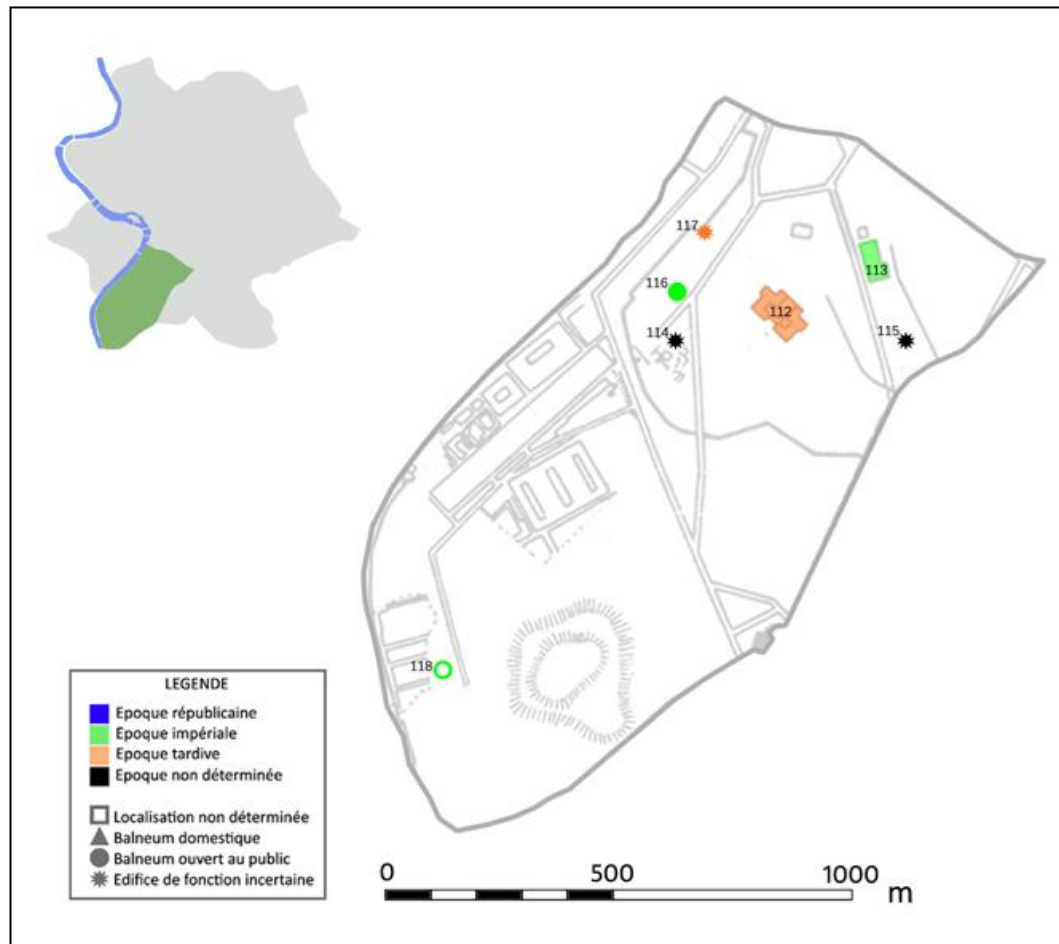 117
116
113
112
114
115
118
LEGENDE
Epoque républicaine
Epoque impériale
Epoque tardive
Epoque non déterminée
Localisation non déterminée
Balneum domestique
Balneum ouvert au public
Edifice de fonction incertaine
0 500 1000
m